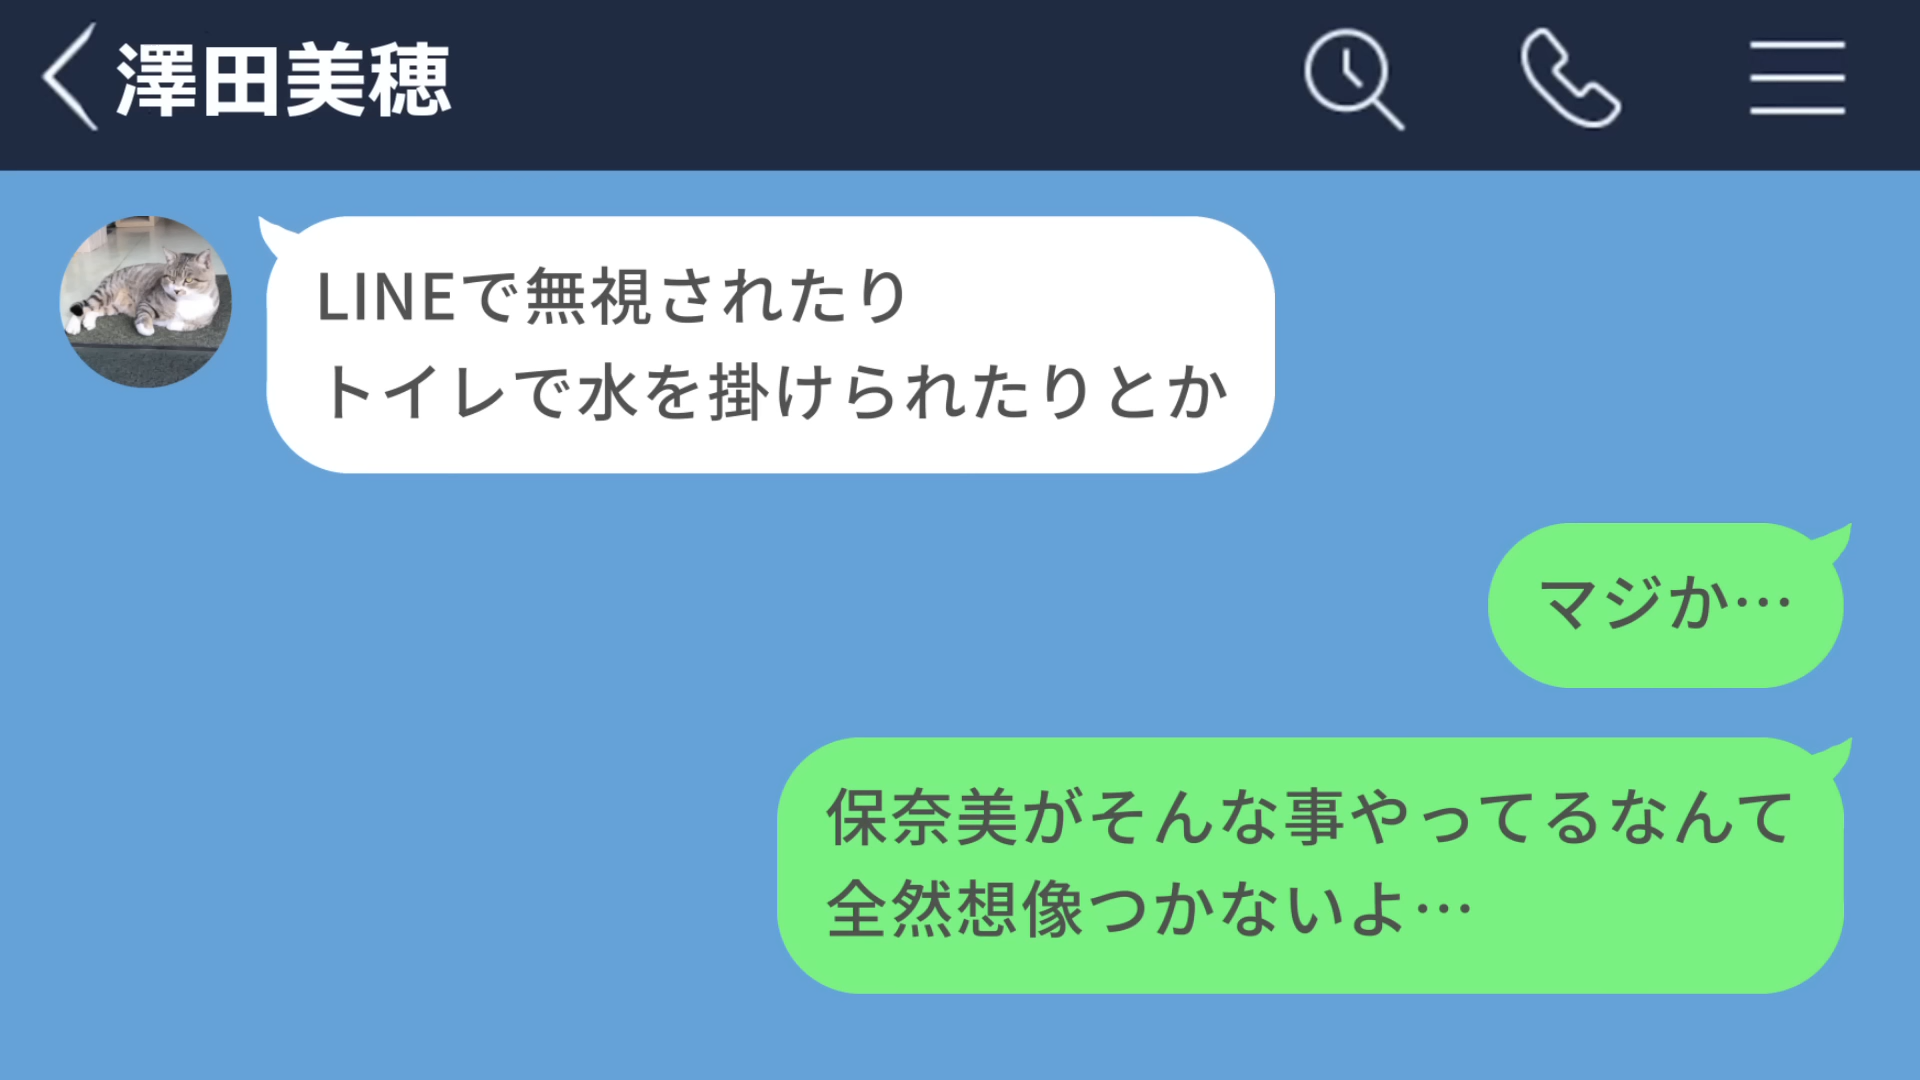 澤田美穂
LINEで無視されたり
トイレで水を掛けられたりとか
マジか…
保奈美がそんな事やってるなんて
全然想像つかないよ…